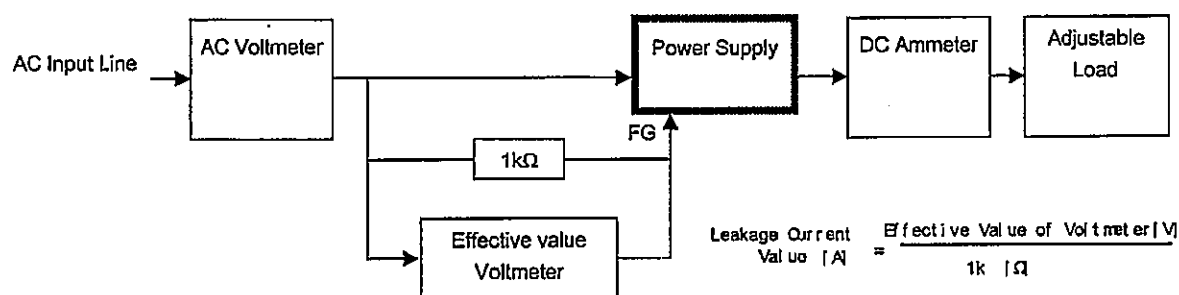 AC Input Line
AC Voltmeter
Power Supply
DC Ammeter
Adjustable
Load
FG
1kΩ
Effective value
Voltmeter
Leakage Current
Value [A]
=
Effective Value of Voltmeter[V]
1k [Ω]